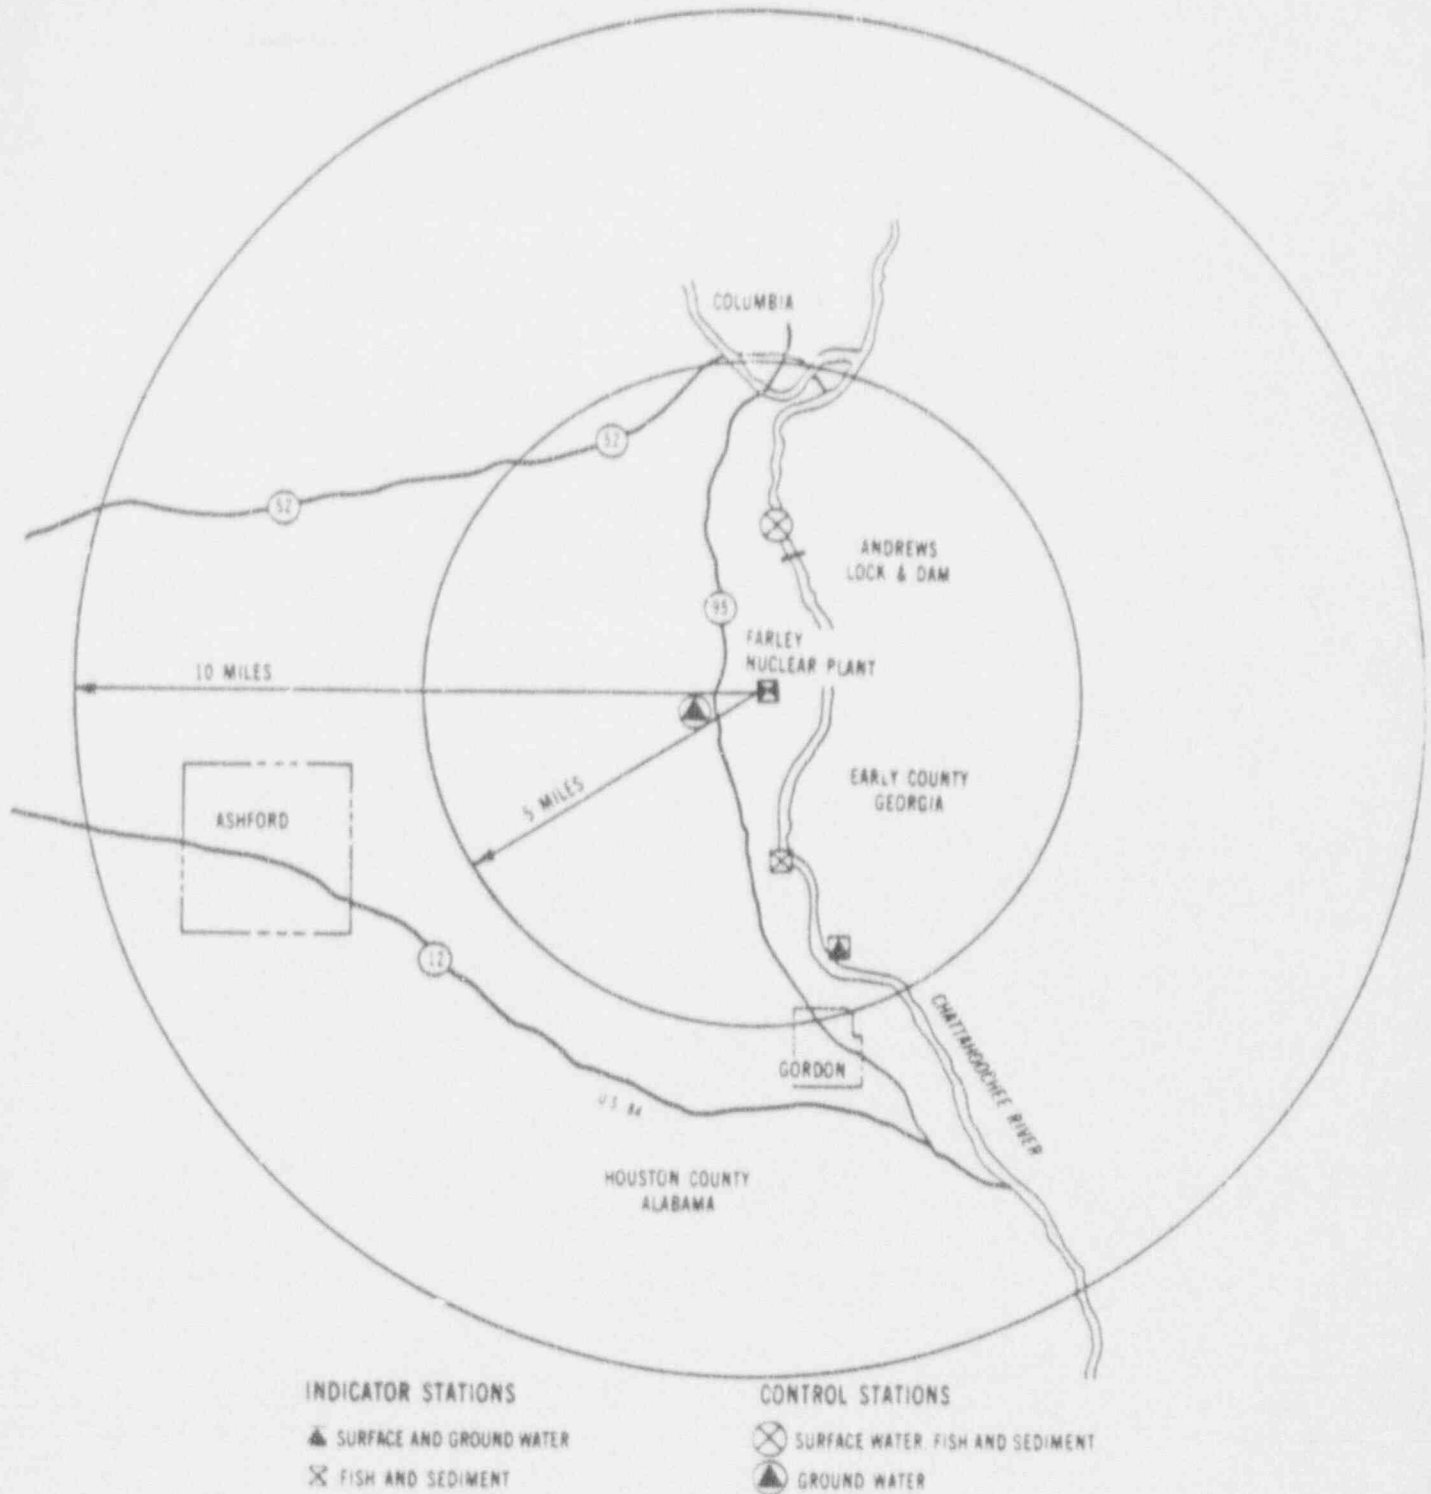 COLUMBIA
52
52
ANDREWS
LOCK & DAM
95
FARLEY
NUCLEAR PLANT
10 MILES
5 MILES
EARLY COUNTY
GEORGIA
ASHFORD
12
CHATTAHOOCHEE RIVER
GORDON
U.S. 84
HOUSTON COUNTY
ALABAMA
INDICATOR STATIONS
SURFACE AND GROUND WATER
FISH AND SEDIMENT
CONTROL STATIONS
SURFACE WATER, FISH AND SEDIMENT
GROUND WATER